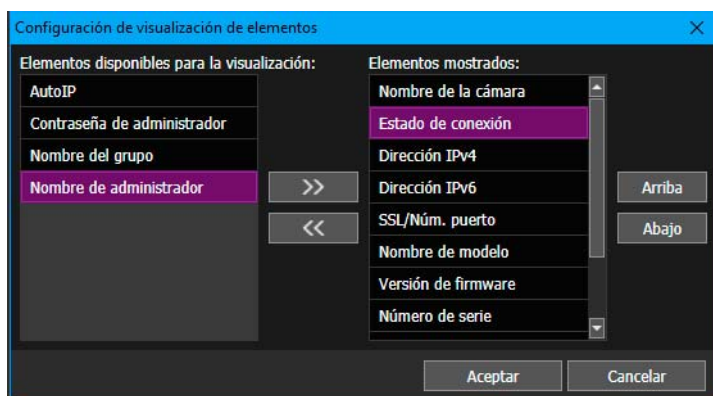 Configuración de visualización de elementos
Elementos disponibles para la visualización:
AutoIP
Contraseña de administrador
Nombre del grupo
Nombre de administrador
>>
<<
Elementos mostrados:
Nombre de la cámara
Estado de conexión
Dirección IPv4
Dirección IPv6
SSL/Núm. puerto
Nombre de modelo
Versión de firmware
Número de serie
Arriba
Abajo
Aceptar
Cancelar